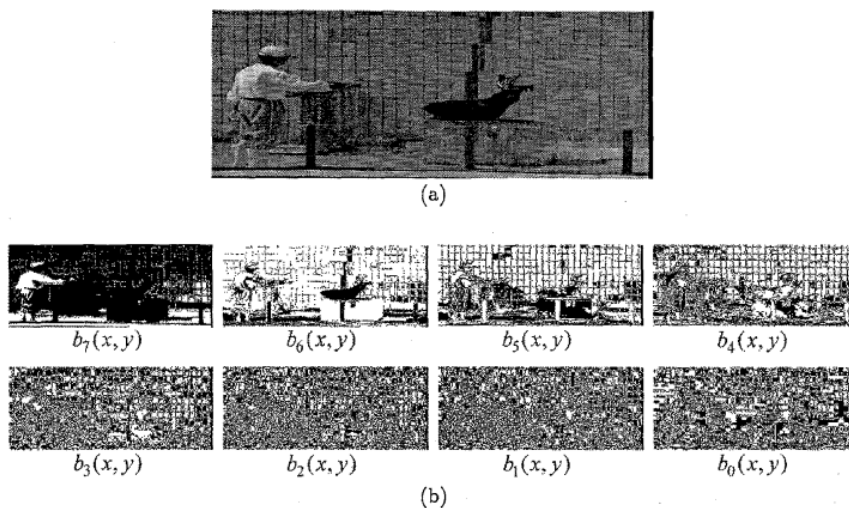 (a)
b₇(x, y) b₆(x, y) b₅(x, y) b₄(x, y)
b₃(x, y) b₂(x, y) b₁(x, y) b₀(x, y)
(b)